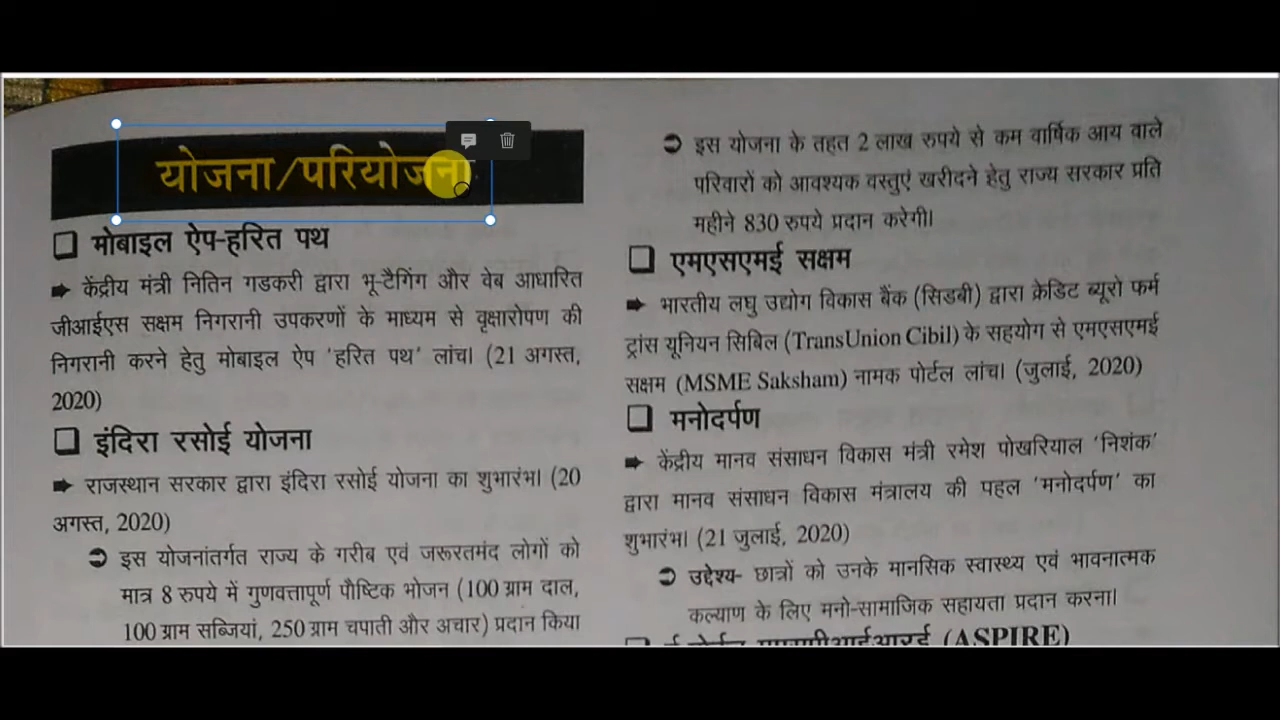 योजना/परियोजना
❑ मोबाइल ऐप-हरित पथ
➡ केंद्रीय मंत्री नितिन गडकरी द्वारा भू-टैगिंग और वेब आधारित
जीआईएस सक्षम निगरानी उपकरणों के माध्यम से वृक्षारोपण की
निगरानी करने हेतु मोबाइल ऐप 'हरित पथ' लांच। (21 अगस्त,
2020)
❑ इंदिरा रसोई योजना
➡ राजस्थान सरकार द्वारा इंदिरा रसोई योजना का शुभारंभ। (20
अगस्त, 2020)
➲ इस योजनांतर्गत राज्य के गरीब एवं जरूरतमंद लोगों को
मात्र 8 रुपये में गुणवत्तापूर्ण पौष्टिक भोजन (100 ग्राम दाल,
100 ग्राम सब्जियां, 250 ग्राम चपाती और अचार) प्रदान किया
➲ इस योजना के तहत 2 लाख रुपये से कम वार्षिक आय वाले
परिवारों को आवश्यक वस्तुएं खरीदने हेतु राज्य सरकार प्रति
महीने 830 रुपये प्रदान करेगी।
❑ एमएसएमई सक्षम
➡ भारतीय लघु उद्योग विकास बैंक (सिडबी) द्वारा क्रेडिट ब्यूरो फर्म
ट्रांस यूनियन सिबिल (TransUnion Cibil) के सहयोग से एमएसएमई
सक्षम (MSME Saksham) नामक पोर्टल लांच। (जुलाई, 2020)
❑ मनोदर्पण
➡ केंद्रीय मानव संसाधन विकास मंत्री रमेश पोखरियाल 'निशंक'
द्वारा मानव संसाधन विकास मंत्रालय की पहल 'मनोदर्पण' का
शुभारंभ। (21 जुलाई, 2020)
➲ उद्देश्य- छात्रों को उनके मानसिक स्वास्थ्य एवं भावनात्मक
कल्याण के लिए मनो-सामाजिक सहायता प्रदान करना।
(ASPIRE)